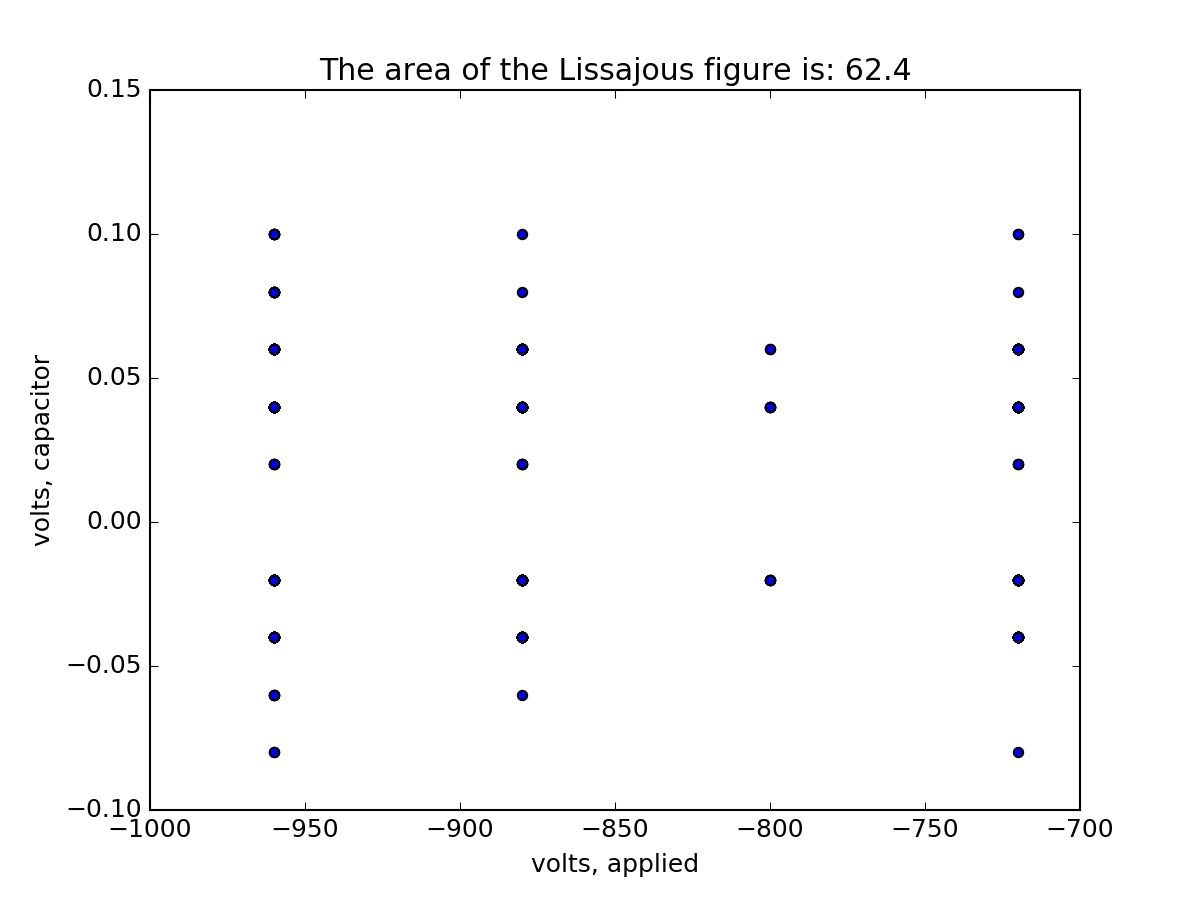 The area of the Lissajous figure is: 62.4
0.15
0.10
0.05
0.00
−0.05
−0.10
volts, capacitor
−1000 −950 −900 −850 −800 −750 −700
volts, applied